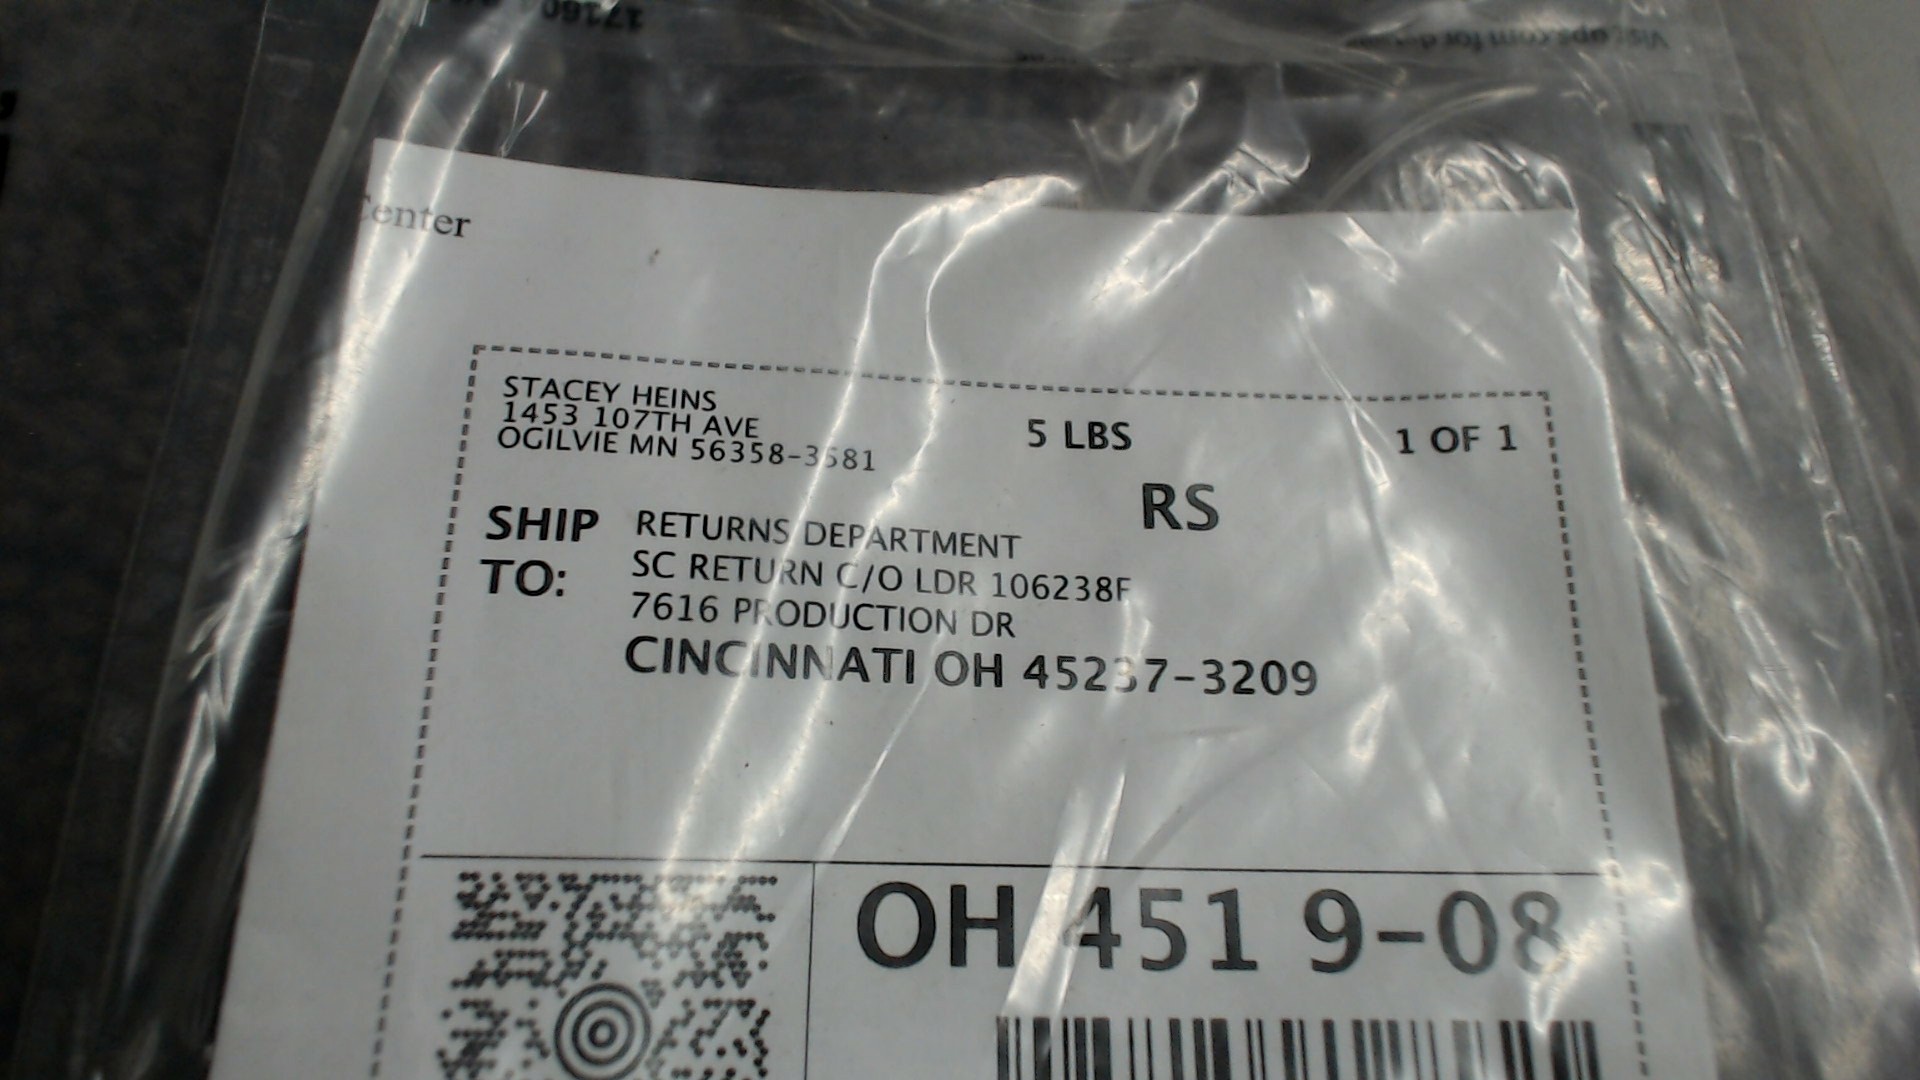 Center
STACEY HEINS
1453 107TH AVE
OGILVIE MN 56358-3581
5 LBS
1 OF 1
RS
SHIP TO:
RETURNS DEPARTMENT
SC RETURN C/O LDR 106238F
7616 PRODUCTION DR
CINCINNATI OH 45237-3209
OH 451 9-08